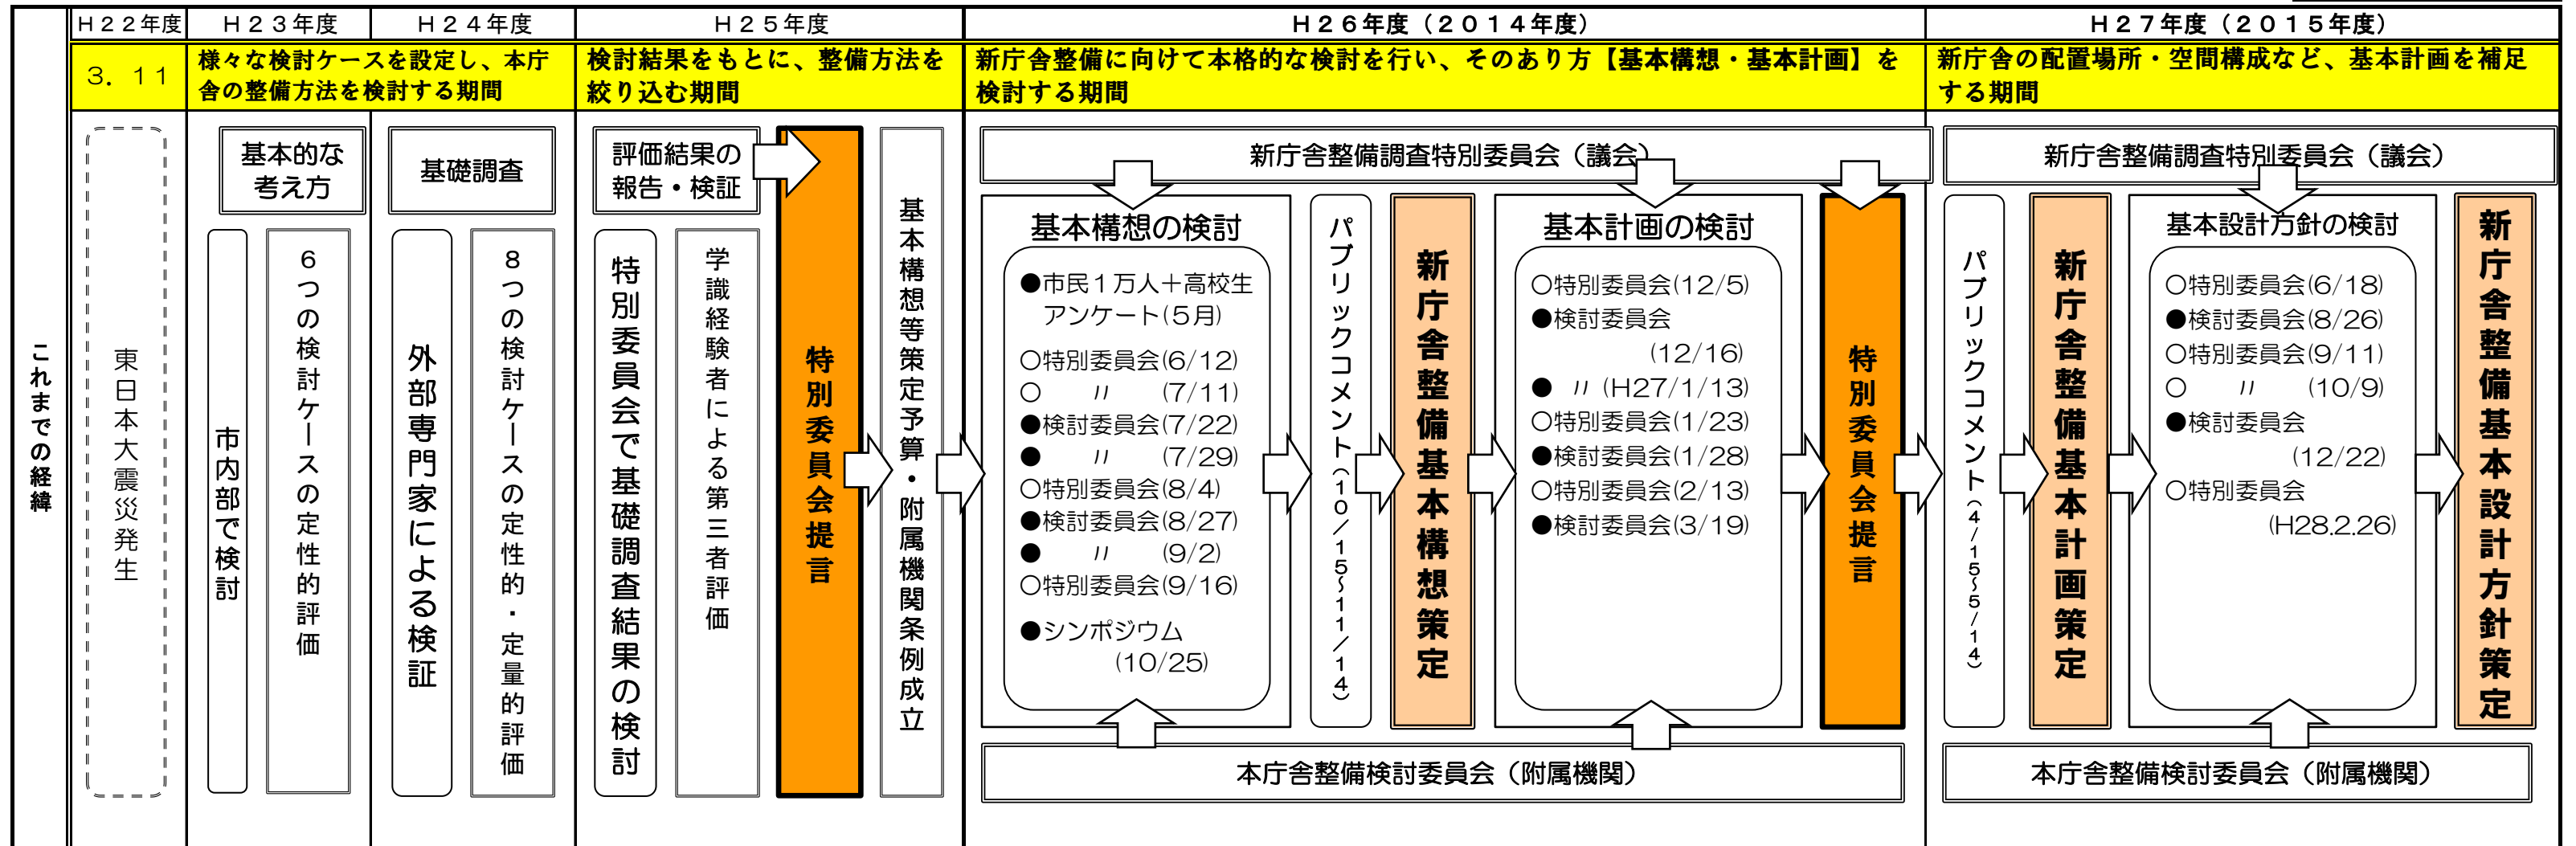 H22年度
H23年度
H24年度
H25年度
H26年度（2014年度）
H27年度（2015年度）
3．11
様々な検討ケースを設定し、本庁
舎の整備方法を検討する期間
検討結果をもとに、整備方法を
絞り込む期間
新庁舎整備に向けて本格的な検討を行い、そのあり方【基本構想・基本計画】を
検討する期間
新庁舎の配置場所・空間構成など、基本計画を補足
する期間
これまでの経緯
東日本大震災発生
基本的な
考え方
市内部で検討
6つの検討ケースの定性的評価
基礎調査
外部専門家による検証
8つの検討ケースの定性的・定量的評価
評価結果の
報告・検証
特別委員会で基礎調査結果の検討
学識経験者による第三者評価
特別委員会提言
基本構想等策定予算・附属機関条例成立
新庁舎整備調査特別委員会（議会）
基本構想の検討
●市民1万人＋高校生
アンケート(5月)
○特別委員会(6/12)
○　〃　(7/11)
●検討委員会(7/22)
●　〃　(7/29)
○特別委員会(8/4)
●検討委員会(8/27)
●　〃　(9/2)
○特別委員会(9/16)
●シンポジウム
(10/25)
パブリックコメント（10/15～11/14）
新庁舎整備基本構想策定
基本計画の検討
○特別委員会(12/5)
●検討委員会
(12/16)
●　〃 (H27/1/13)
○特別委員会(1/23)
●検討委員会(1/28)
○特別委員会(2/13)
●検討委員会(3/19)
特別委員会提言
本庁舎整備検討委員会（附属機関）
新庁舎整備調査特別委員会（議会）
パブリックコメント（4/15～5/14）
新庁舎整備基本計画策定
基本設計方針の検討
○特別委員会(6/18)
●検討委員会(8/26)
○特別委員会(9/11)
○　〃　(10/9)
●検討委員会
(12/22)
○特別委員会
(H28.2.26)
新庁舎整備基本設計方針策定
本庁舎整備検討委員会（附属機関）